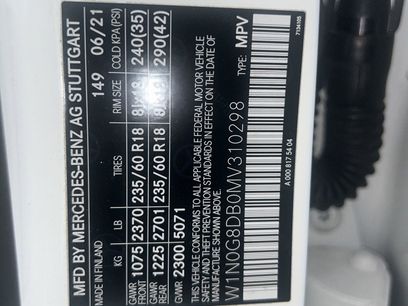 MFD BY MERCEDES-BENZ AG STUTTGART
MADE IN FINLAND 149 06/21
KG LB TIRES RIM SIZE COLD KPA(PSI)
GAWR FRONT 1075 2370 235/60 R18 240(35)
GAWR REAR 1225 2701 235/60 R18 290(42)
GVWR 2300/5071
THIS VEHICLE CONFORMS TO ALL APPLICABLE FEDERAL MOTOR VEHICLE
SAFETY AND THEFT PREVENTION STANDARDS IN EFFECT ON THE DATE OF
MANUFACTURE SHOWN ABOVE.
W1N0G8DB0MV310298 TYPE: MPV
A 000 817 54 04
7134105